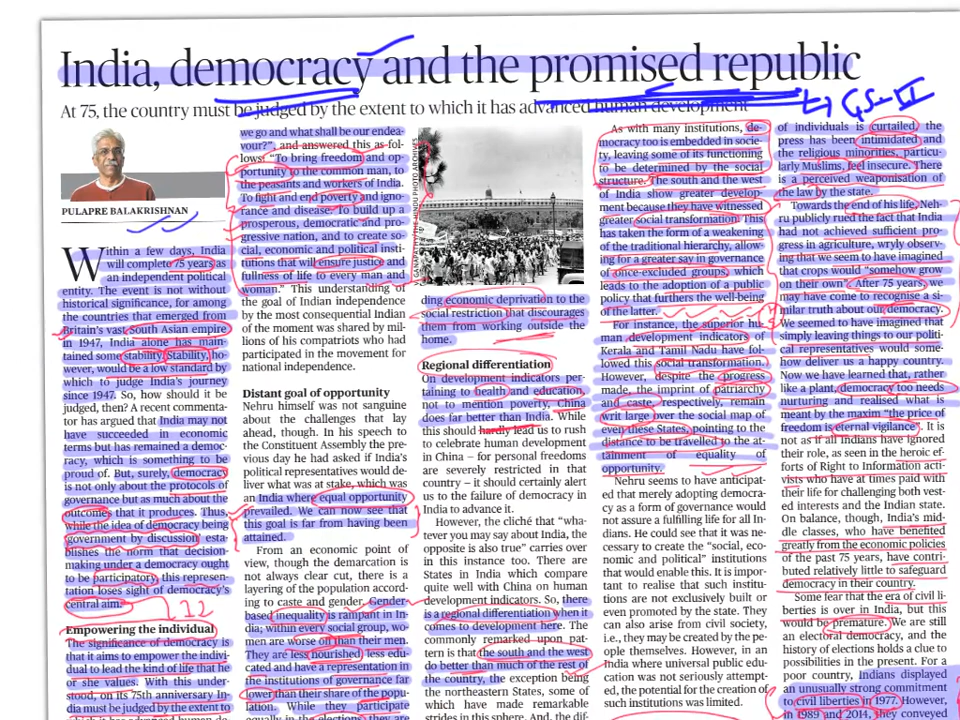 India, democracy and the promised republic
At 75, the country must be judged by the extent to which it has advanced human development
GS-II
PULAPRE BALAKRISHNAN
Within a few days, India
will complete 75 years as
an independent political
entity. The event is not without
historical significance, for among
the countries that emerged from
Britain's vast South Asian empire
in 1947, India alone has main-
tained some stability. Stability, ho-
wever, would be a low standard by
which to judge India's journey
since 1947. So, how should it be
judged, then? A recent commenta-
tor has argued that India may not
have succeeded in economic
terms but has remained a democ-
racy, which is something to be
proud of. But, surely, democracy
is not only about the protocols of
governance but as much about the
outcomes that it produces. Thus,
while the idea of democracy being
government by discussion esta-
blishes the norm that decision-
making under a democracy ought
to be participatory, this represen-
tation loses sight of democracy's
central aim.
Empowering the individual
The significance of democracy is
that it aims to empower the indivi-
dual to lead the kind of life that he
or she values. With this under-
stood, on its 75th anniversary In-
dia must be judged by the extent to
we go and what shall be our endea-
vour?", and answered this as fol-
lows: "To bring freedom and op-
portunity to the common man, to
the peasants and workers of India.
To fight and end poverty and igno-
rance and disease. To build up a
prosperous, democratic and pro-
gressive nation, and to create so-
cial, economic and political insti-
tutions that will ensure justice and
fullness of life to every man and
woman." This understanding of
the goal of Indian independence
by the most consequential Indian
of the moment was shared by mil-
lions of his compatriots who had
participated in the movement for
national independence.
Distant goal of opportunity
Nehru himself was not sanguine
about the challenges that lay
ahead, though. In his speech to
the Constituent Assembly the pre-
vious day he had asked if India's
political representatives would de-
liver what was at stake, which was
an India where equal opportunity
prevailed. We can now see that
this goal is far from having been
attained.
From an economic point of
view, though the demarcation is
not always clear cut, there is a
layering of the population accord-
ing to caste and gender. Gender-
based inequality is rampant in In-
dia; within every social group, wo-
men are worse off than their men.
They are less nourished, less edu-
cated and have a representation in
the institutions of governance far
lower than their share of the popu-
lation. While they participate
equally in the elections they are
THE HINDU PHOTO ARCHIVES
ding economic deprivation to the
social restriction that discourages
them from working outside the
home.
Regional differentiation
On development indicators per-
taining to health and education,
not to mention poverty, China
does far better than India. While
this should hardly lead us to rush
to celebrate human development
in China – for personal freedoms
are severely restricted in that
country – it should certainly alert
us to the failure of democracy in
India to advance it.
However, the cliché that "wha-
tever you may say about India, the
opposite is also true" carries over
in this instance too. There are
States in India which compare
quite well with China on human
development indicators. So, there
is a regional differentiation when it
comes to development here. The
commonly remarked upon pat-
tern is that the south and the west
do better than much of the rest of
the country, the exception being
the northeastern States, some of
which have made remarkable
strides in this sphere. And, the dif-
As with many institutions, de-
mocracy too is embedded in socie-
ty, leaving some of its functioning
to be determined by the social
structure. The south and the west
of India show greater develop-
ment because they have witnessed
greater social transformation. This
has taken the form of a weakening
of the traditional hierarchy, allow-
ing for a greater say in governance
of once-excluded groups, which
leads to the adoption of a public
policy that furthers the well-being
of the latter.
For instance, the superior hu-
man development indicators of
Kerala and Tamil Nadu have fol-
lowed this social transformation.
However, despite the progress
made, the imprint of patriarchy
and caste, respectively, remain
writ large over the social map of
even these States, pointing to the
distance to be travelled to the at-
tainment of equality of
opportunity.
Nehru seems to have anticipat-
ed that merely adopting democra-
cy as a form of governance would
not assure a fulfilling life for all In-
dians. He could see that it was ne-
cessary to create the "social, eco-
nomic and political" institutions
that would enable this. It is impor-
tant to realise that such institu-
tions are not exclusively built or
even promoted by the state. They
can also arise from civil society,
i.e., they may be created by the peo-
ple themselves. However, in an
India where universal public edu-
cation was not seriously attempt-
ed, the potential for the creation of
such institutions was limited.
of individuals is curtailed, the
press has been intimidated and
the religious minorities, particu-
larly Muslims, feel insecure. There
is a perceived weaponisation of
the law by the state.
Towards the end of his life, Neh-
ru publicly rued the fact that India
had not achieved sufficient pro-
gress in agriculture, wryly observ-
ing that we seem to have imagined
that crops would "somehow grow
on their own". After 75 years, we
may have come to recognise a si-
milar truth about our democracy.
We seemed to have imagined that
simply leaving things to our politi-
cal representatives would some-
how deliver us a happy country.
Now we have learned that, rather
like a plant, democracy too needs
nurturing and realised what is
meant by the maxim "the price of
freedom is eternal vigilance". It is
not as if all Indians have ignored
their role, as seen in the heroic ef-
forts of Right to Information acti-
vists who have at times paid with
their life for challenging both vest-
ed interests and the Indian state.
On balance, though, India's mid-
dle classes, who have benefited
greatly from the economic policies
of the past 75 years, have contri-
buted relatively little to safeguard
democracy in their country.
Some fear that the era of civil li-
berties is over in India, but this
would be premature. We are still
an electoral democracy, and the
history of elections holds a clue to
possibilities in the present. For a
poor country, Indians displayed
an unusually strong commitment
to civil liberties in 1977. However,
in 1989 and 2014, they conveyed